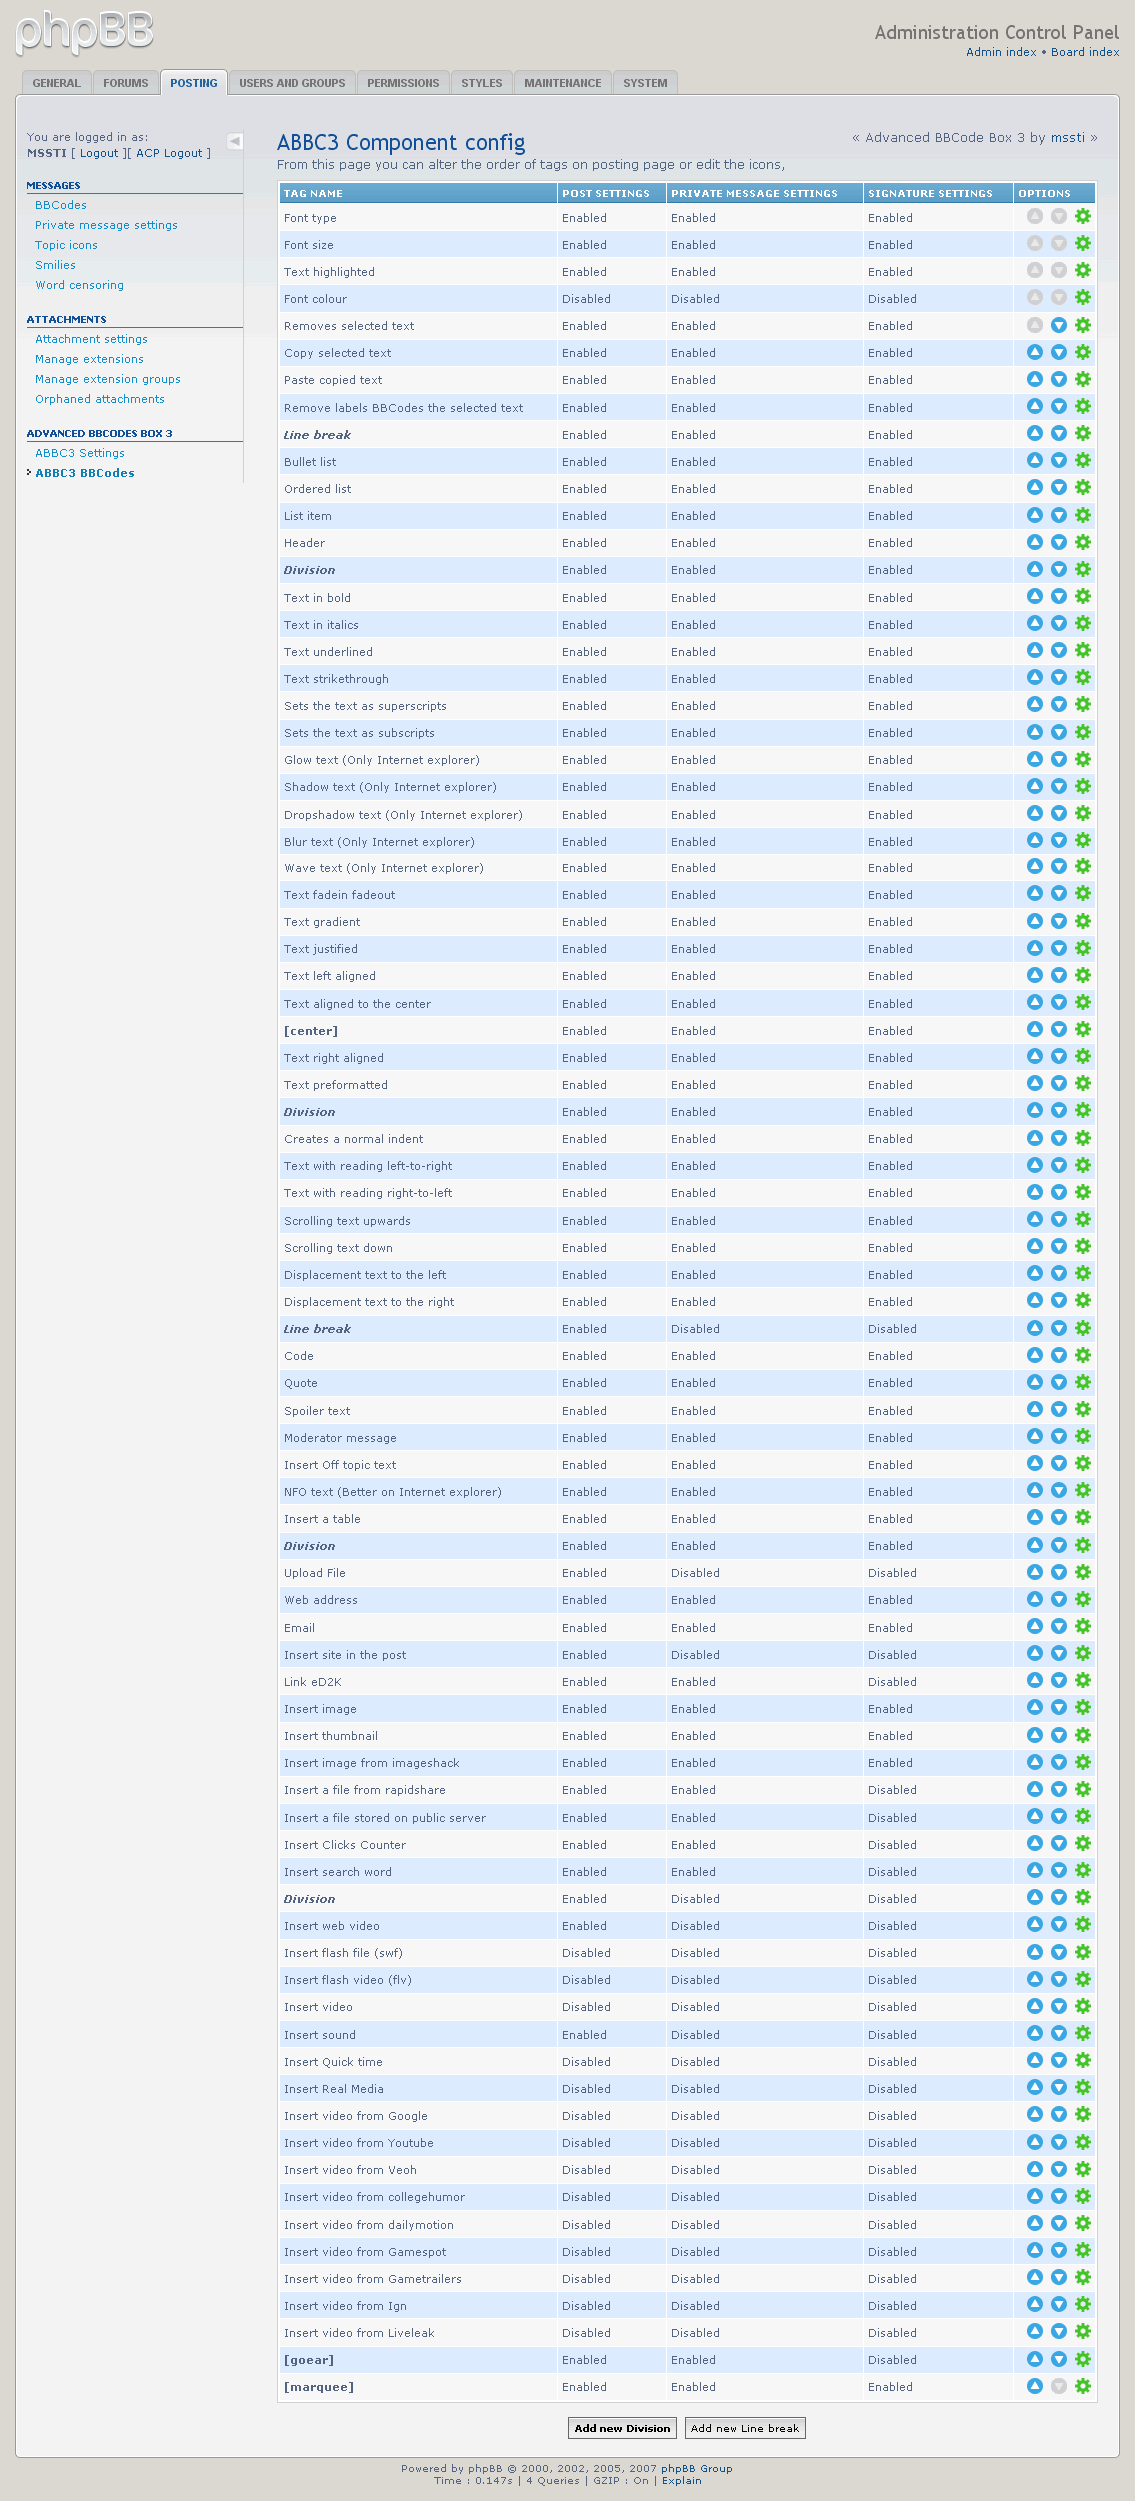 phpBB
Administration Control Panel
Admin index • Board index
GENERAL FORUMS POSTING USERS AND GROUPS PERMISSIONS STYLES MAINTENANCE SYSTEM
You are logged in as:
MSSTI [ Logout ][ ACP Logout ]
MESSAGES
BBCodes
Private message settings
Topic icons
Smilies
Word censoring
ATTACHMENTS
Attachment settings
Manage extensions
Manage extension groups
Orphaned attachments
ADVANCED BBCODES BOX 3
ABBC3 Settings
ABBC3 BBCodes
« Advanced BBCode Box 3 by mssti »
ABBC3 Component config
From this page you can alter the order of tags on posting page or edit the icons,
TAG NAME POST SETTINGS PRIVATE MESSAGE SETTINGS SIGNATURE SETTINGS OPTIONS
Font type Enabled Enabled Enabled
Font size Enabled Enabled Enabled
Text highlighted Enabled Enabled Enabled
Font colour Disabled Disabled Disabled
Removes selected text Enabled Enabled Enabled
Copy selected text Enabled Enabled Enabled
Paste copied text Enabled Enabled Enabled
Remove labels BBCodes the selected text Enabled Enabled Enabled
Line break Enabled Enabled Enabled
Bullet list Enabled Enabled Enabled
Ordered list Enabled Enabled Enabled
List item Enabled Enabled Enabled
Header Enabled Enabled Enabled
Division Enabled Enabled Enabled
Text in bold Enabled Enabled Enabled
Text in italics Enabled Enabled Enabled
Text underlined Enabled Enabled Enabled
Text strikethrough Enabled Enabled Enabled
Sets the text as superscripts Enabled Enabled Enabled
Sets the text as subscripts Enabled Enabled Enabled
Glow text (Only Internet explorer) Enabled Enabled Enabled
Shadow text (Only Internet explorer) Enabled Enabled Enabled
Dropshadow text (Only Internet explorer) Enabled Enabled Enabled
Blur text (Only Internet explorer) Enabled Enabled Enabled
Wave text (Only Internet explorer) Enabled Enabled Enabled
Text fadein fadeout Enabled Enabled Enabled
Text gradient Enabled Enabled Enabled
Text justified Enabled Enabled Enabled
Text left aligned Enabled Enabled Enabled
Text aligned to the center Enabled Enabled Enabled
[center] Enabled Enabled Enabled
Text right aligned Enabled Enabled Enabled
Text preformatted Enabled Enabled Enabled
Division Enabled Enabled Enabled
Creates a normal indent Enabled Enabled Enabled
Text with reading left-to-right Enabled Enabled Enabled
Text with reading right-to-left Enabled Enabled Enabled
Scrolling text upwards Enabled Enabled Enabled
Scrolling text down Enabled Enabled Enabled
Displacement text to the left Enabled Enabled Enabled
Displacement text to the right Enabled Enabled Enabled
Line break Enabled Disabled Disabled
Code Enabled Enabled Enabled
Quote Enabled Enabled Enabled
Spoiler text Enabled Enabled Enabled
Moderator message Enabled Enabled Enabled
Insert Off topic text Enabled Enabled Enabled
NFO text (Better on Internet explorer) Enabled Enabled Enabled
Insert a table Enabled Enabled Enabled
Division Enabled Enabled Enabled
Upload File Enabled Disabled Disabled
Web address Enabled Enabled Enabled
Email Enabled Enabled Enabled
Insert site in the post Enabled Disabled Disabled
Link eD2K Enabled Enabled Disabled
Insert image Enabled Enabled Enabled
Insert thumbnail Enabled Enabled Enabled
Insert image from imageshack Enabled Enabled Enabled
Insert a file from rapidshare Enabled Enabled Disabled
Insert a file stored on public server Enabled Enabled Disabled
Insert Clicks Counter Enabled Enabled Disabled
Insert search word Enabled Enabled Disabled
Division Enabled Disabled Disabled
Insert web video Enabled Disabled Disabled
Insert flash file (swf) Disabled Disabled Disabled
Insert flash video (flv) Disabled Disabled Disabled
Insert video Disabled Disabled Disabled
Insert sound Enabled Disabled Disabled
Insert Quick time Disabled Disabled Disabled
Insert Real Media Disabled Disabled Disabled
Insert video from Google Disabled Disabled Disabled
Insert video from Youtube Disabled Disabled Disabled
Insert video from Veoh Disabled Disabled Disabled
Insert video from collegehumor Disabled Disabled Disabled
Insert video from dailymotion Disabled Disabled Disabled
Insert video from Gamespot Disabled Disabled Disabled
Insert video from Gametrailers Disabled Disabled Disabled
Insert video from Ign Disabled Disabled Disabled
Insert video from Liveleak Disabled Disabled Disabled
[goear] Enabled Enabled Disabled
[marquee] Enabled Enabled Enabled
Add new Division Add new Line break
Powered by phpBB © 2000, 2002, 2005, 2007 phpBB Group
Time : 0.147s | 4 Queries | GZIP : On | Explain